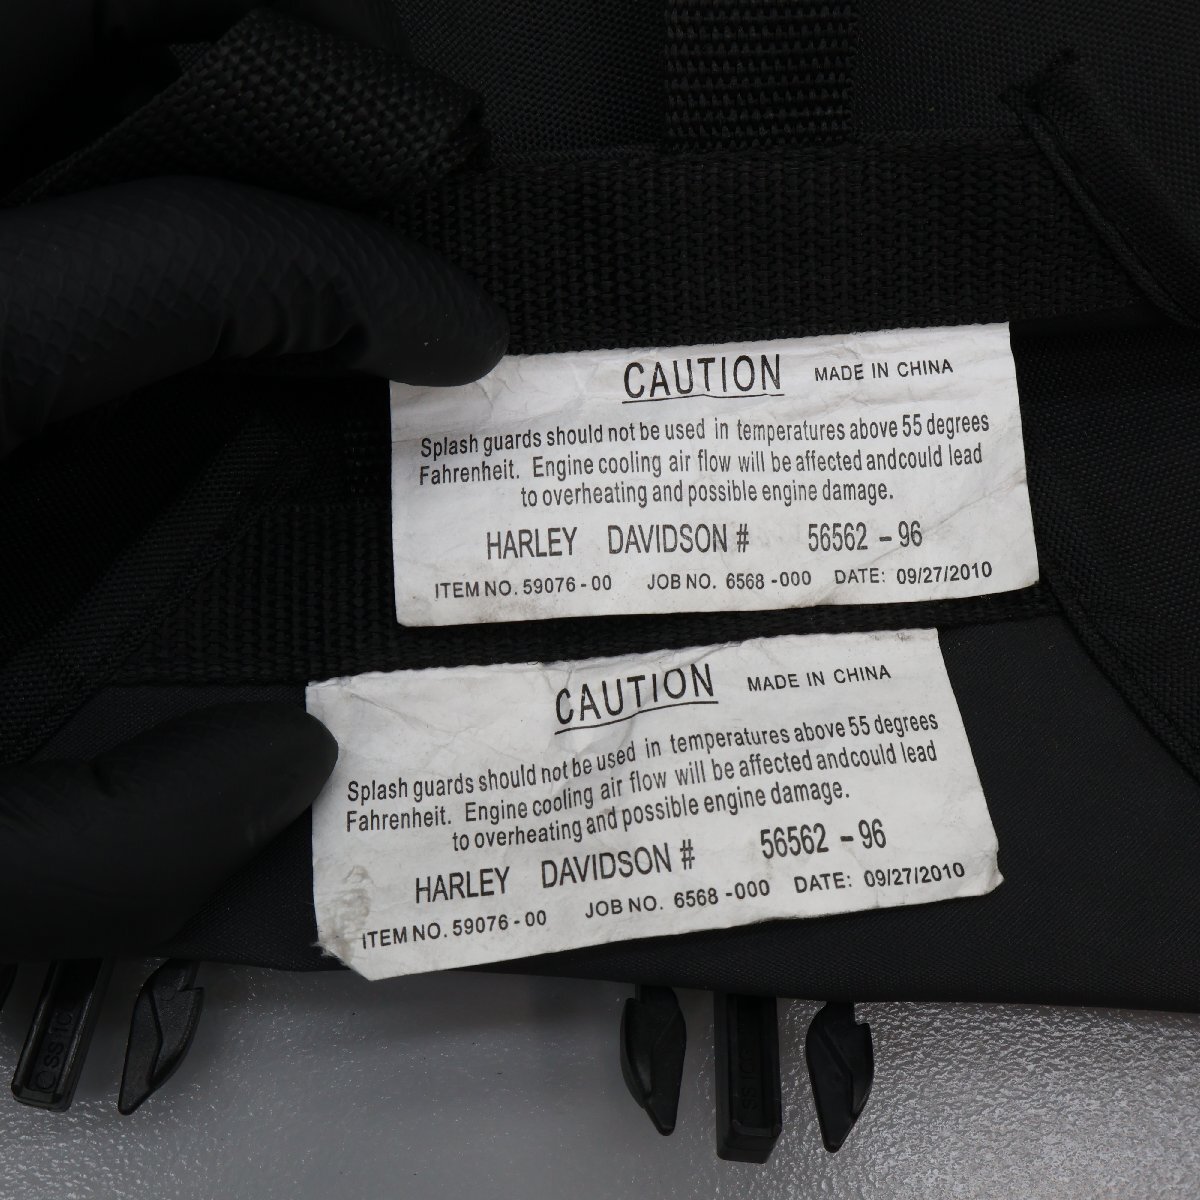 CAUTION MADE IN CHINA
Splash guards should not be used in temperatures above 55 degrees
Fahrenheit. Engine cooling air flow will be affected andcould lead
to overheating and possible engine damage.
HARLEY DAVIDSON # 56562 - 96
ITEM NO. 59076 - 00 JOB NO. 6568 -000 DATE: 09/27/2010
CAUTION MADE IN CHINA
Splash guards should not be used in temperatures above 55 degrees
Fahrenheit. Engine cooling air flow will be affected andcould lead
to overheating and possible engine damage.
HARLEY DAVIDSON # 56562 - 96
ITEM NO. 59076 - 00 JOB NO. 6568 -000 DATE: 09/27/2010